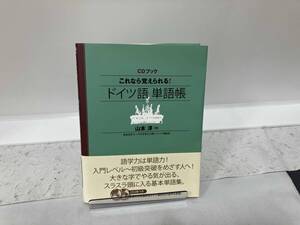 CDブック
これなら覚えられる!
ドイツ語 単語帳
山本 淳
語学力は単語力!
入門レベル〜初級突破をめざす人へ!
大きな字でやる気が出る、
スラスラ頭に入る基本単語集。